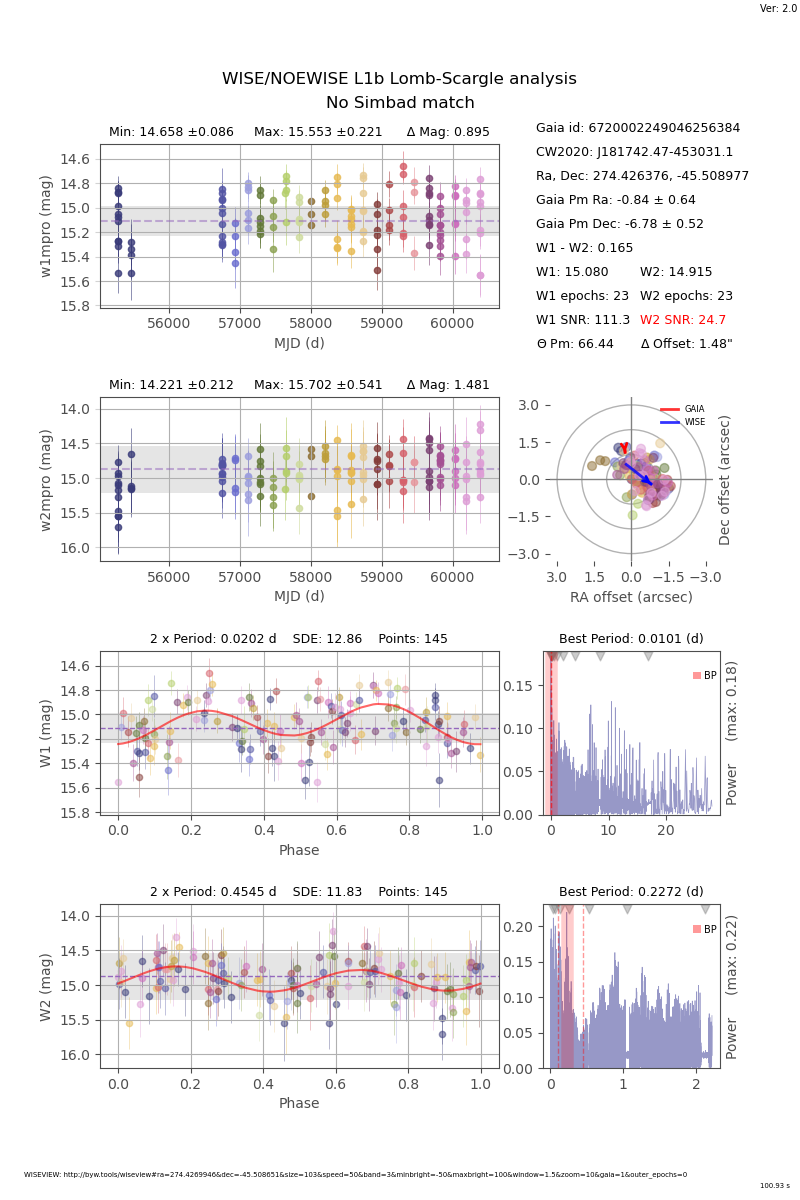 Ver: 2.0
WISE/NOEWISE L1b Lomb-Scargle analysis
No Simbad match
Min: 14.658 ±0.086 Max: 15.553 ±0.221 Δ Mag: 0.895
14.6
14.8
15.0
15.2
15.4
15.6
15.8
w1mpro (mag)
56000 57000 58000 59000 60000
MJD (d)
Gaia id: 6720002249046256384
CW2020: J181742.47-453031.1
Ra, Dec: 274.426376, -45.508977
Gaia Pm Ra: -0.84 ± 0.64
Gaia Pm Dec: -6.78 ± 0.52
W1 - W2: 0.165
W1: 15.080 W2: 14.915
W1 epochs: 23 W2 epochs: 23
W1 SNR: 111.3 W2 SNR: 24.7
Θ Pm: 66.44 Δ Offset: 1.48"
Min: 14.221 ±0.212 Max: 15.702 ±0.541 Δ Mag: 1.481
14.0
14.5
15.0
15.5
16.0
w2mpro (mag)
56000 57000 58000 59000 60000
MJD (d)
GAIA
WISE
3.0
1.5
0.0
−1.5
−3.0
Dec offset (arcsec)
3.0 1.5 0.0 −1.5 −3.0
RA offset (arcsec)
2 x Period: 0.0202 d SDE: 12.86 Points: 145
14.6
14.8
15.0
15.2
15.4
15.6
15.8
W1 (mag)
0.0 0.2 0.4 0.6 0.8 1.0
Phase
Best Period: 0.0101 (d)
BP
0.15
0.10
0.05
0.00
Power (max: 0.18)
0 10 20
2 x Period: 0.4545 d SDE: 11.83 Points: 145
14.0
14.5
15.0
15.5
16.0
W2 (mag)
0.0 0.2 0.4 0.6 0.8 1.0
Phase
Best Period: 0.2272 (d)
BP
0.20
0.15
0.10
0.05
0.00
Power (max: 0.22)
0 1 2
WISEVIEW: http://byw.tools/wiseview#ra=274.4269946&dec=-45.508651&size=103&speed=50&band=3&minbright=-50&maxbright=100&window=1.5&zoom=10&gaia=1&outer_epochs=0
100.93 s